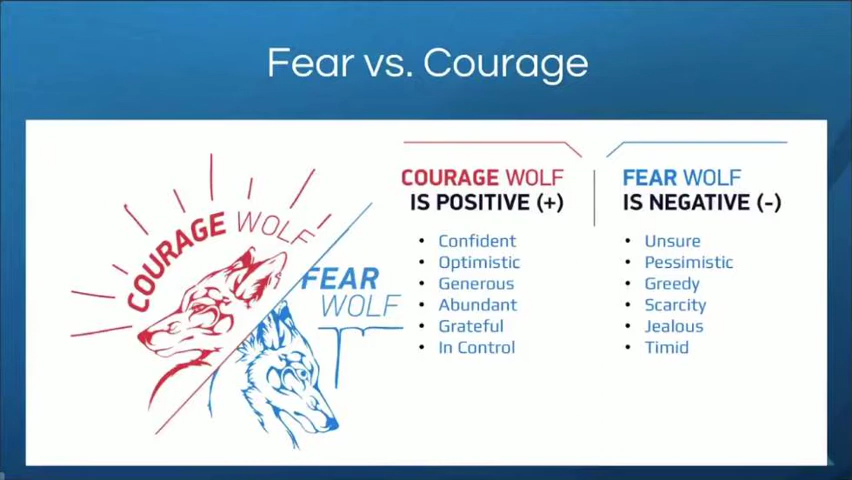 Fear vs. Courage
COURAGE WOLF
FEAR
WOLF
COURAGE WOLF
IS POSITIVE (+)
• Confident
• Optimistic
• Generous
• Abundant
• Grateful
• In Control
FEAR WOLF
IS NEGATIVE (-)
• Unsure
• Pessimistic
• Greedy
• Scarcity
• Jealous
• Timid